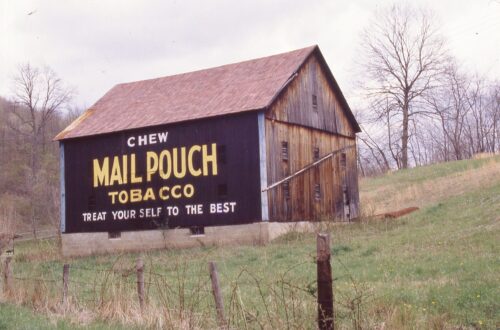 CHEW
MAIL POUCH
TOBACCO
TREAT YOUR SELF TO THE BEST